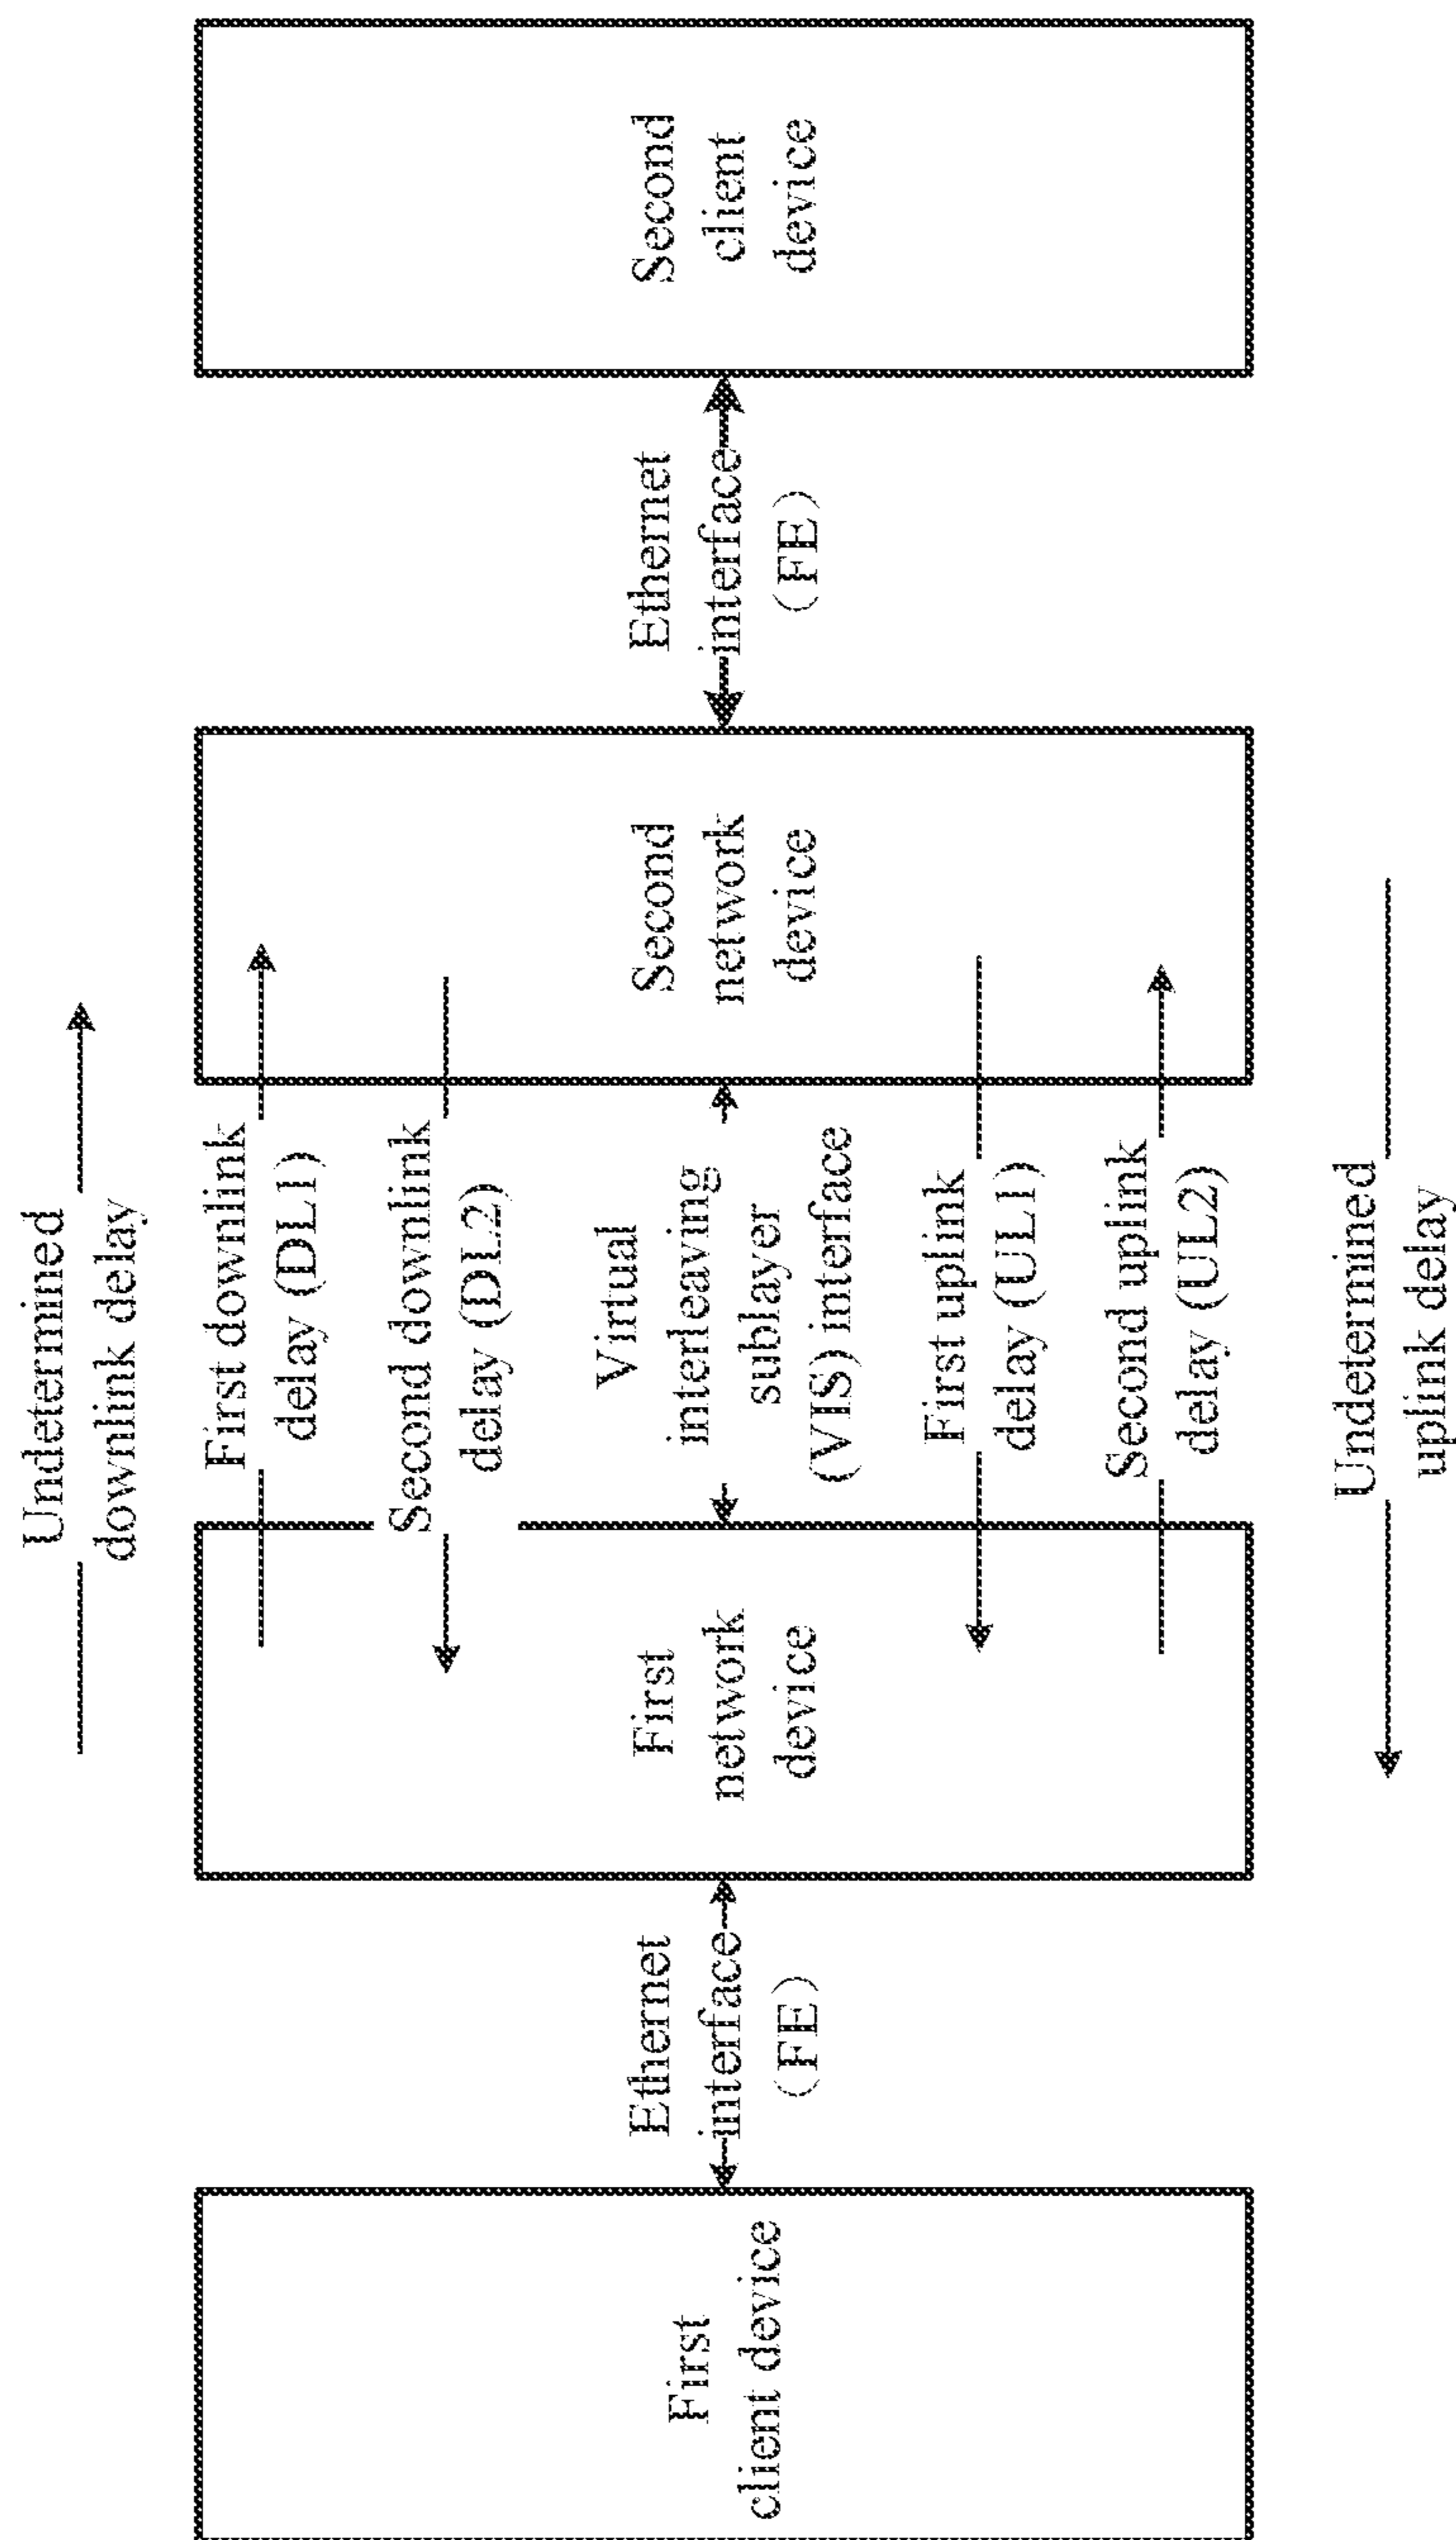 Undetermined
downlink delay
First downlink
delay (DL1)
Second downlink
delay (DL2)
First
client device
Ethernet
interface
(FE)
First
network
device
Virtual
interleaving
sublayer
(VIS) interface
Second
network
device
Ethernet
interface
(FE)
Second
client
device
First uplink
delay (UL1)
Second uplink
delay (UL2)
Undetermined
uplink delay